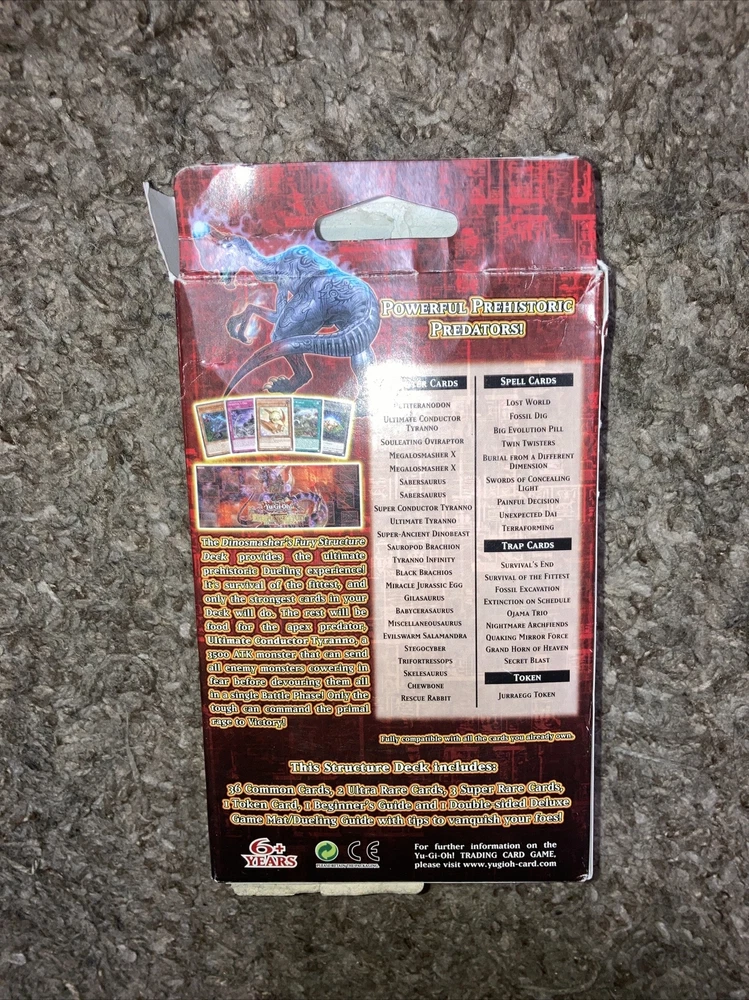 Powerful Prehistoric
Predators!
Cards
Petiteranodon
Ultimate Conductor
Tyranno
Souleating Oviraptor
Megalosmasher X
Megalosmasher X
Sabersaurus
Sabersaurus
Super Conductor Tyranno
Ultimate Tyranno
Super-Ancient Dinobeast
Sauropod Brachion
Tyranno Infinity
Black Brachios
Miracle Jurassic Egg
Gilasaurus
Babycerasaurus
Miscellaneousaurus
Evilswarm Salamandra
Stegocyber
Trifortressops
Skelesaurus
Chewbone
Rescue Rabbit
Spell Cards
Lost World
Fossil Dig
Big Evolution Pill
Twin Twisters
Burial from a Different
Dimension
Swords of Concealing
Light
Painful Decision
Unexpected Dai
Terraforming
Trap Cards
Survival's End
Survival of the Fittest
Fossil Excavation
Extinction on Schedule
Ojama Trio
Nightmare Archfiends
Quaking Mirror Force
Grand Horn of Heaven
Secret Blast
Token
Jurraegg Token
Yu-Gi-Oh!
The Dinosmasher's Fury Structure
Deck provides the ultimate
prehistoric Dueling experience!
It's survival of the fittest, and
only the strongest cards in your
Deck will do. The rest will be
food for the apex predator,
Ultimate Conductor Tyranno, a
3500 ATK monster that can send
all enemy monsters cowering in
fear before devouring them all
in a single Battle Phase! Only the
tough can command the primal
rage to Victory!
Fully compatible with all the cards you already own.
This Structure Deck includes:
36 Common Cards, 2 Ultra Rare Cards, 3 Super Rare Cards,
1 Token Card, 1 Beginner's Guide and 1 Double-sided Deluxe
Game Mat/Dueling Guide with tips to vanquish your foes!
6+
YEARS
CE
For further information on the
Yu-Gi-Oh! TRADING CARD GAME,
please visit www.yugioh-card.com